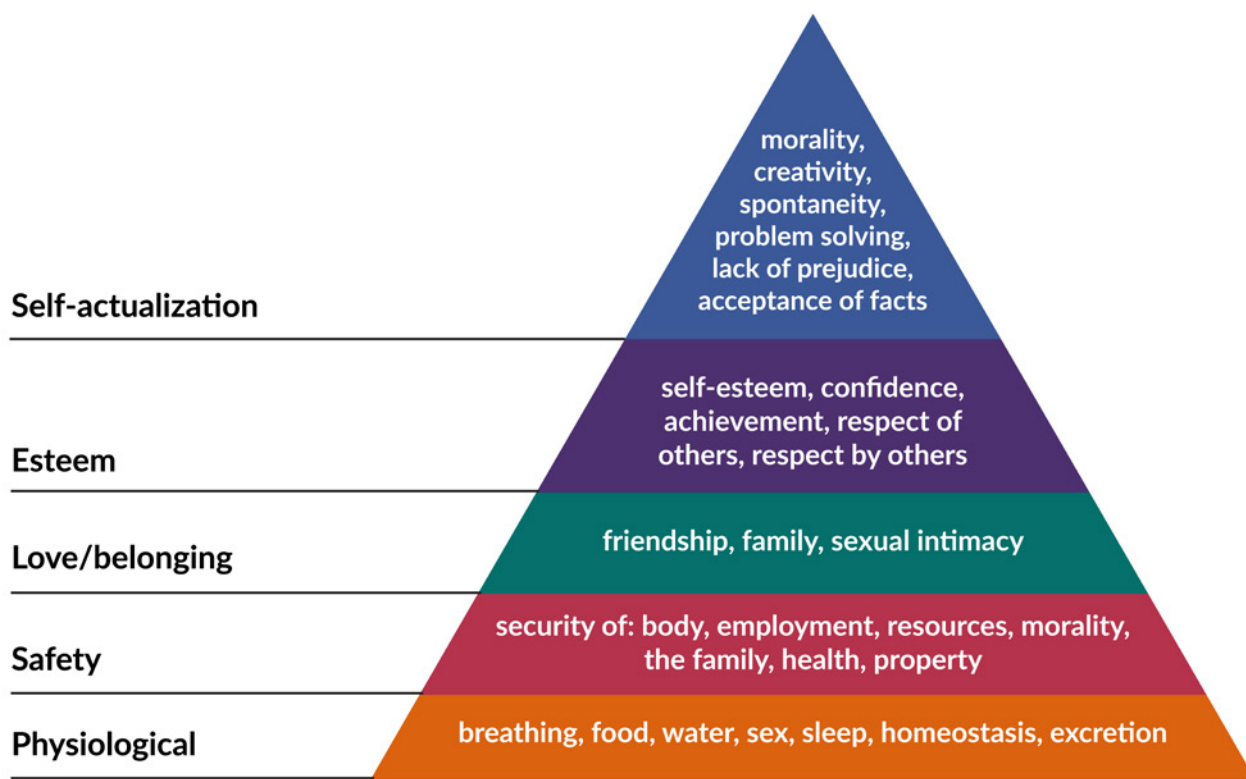 morality,
creativity,
spontaneity,
problem solving,
lack of prejudice,
acceptance of facts
Self-actualization
self-esteem, confidence,
achievement, respect of
others, respect by others
Esteem
friendship, family, sexual intimacy
Love/belonging
security of: body, employment, resources, morality,
the family, health, property
Safety
breathing, food, water, sex, sleep, homeostasis, excretion
Physiological